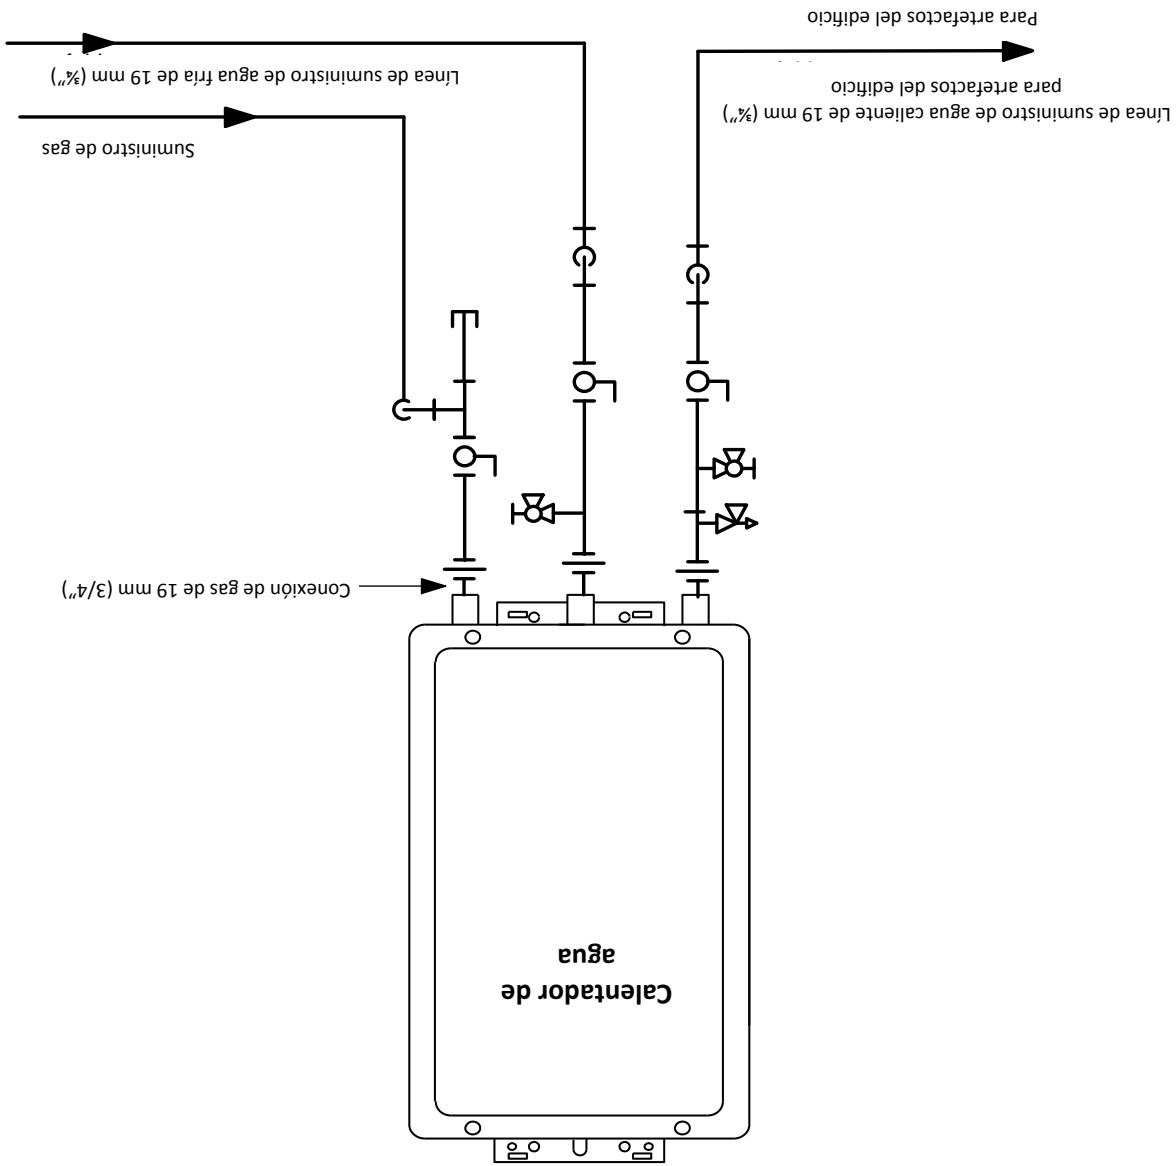 Calentador de
agua
Conexión de gas de 19 mm (3/4")
Suministro de gas
Línea de suministro de agua fría de 19 mm (¾")
Línea de suministro de agua caliente de 19 mm (¾")
para artefactos del edificio
Para artefactos del edificio